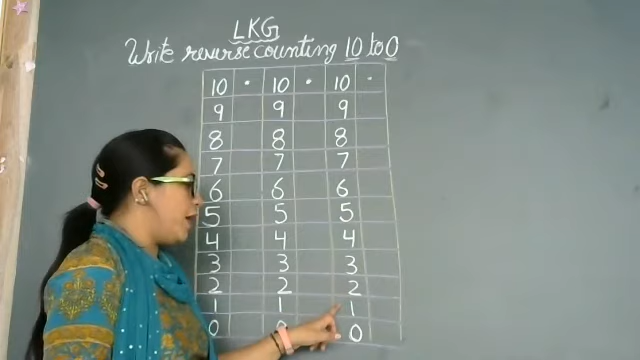 LKG
Write reverse counting 10 to 0
10 · 10 · 10 ·
9 9 9
8 8 8
7 7 7
6 6 6
5 5 5
4 4 4
3 3 3
2 2 2
1 1 1
0 0 0